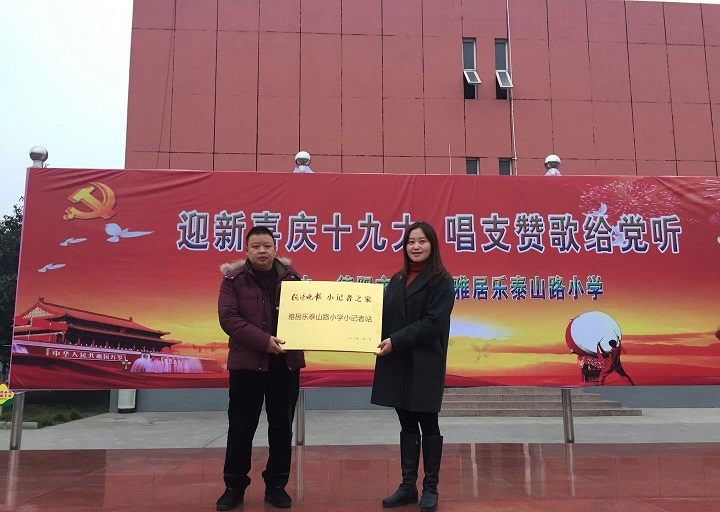 迎新喜庆十九大 唱支赞歌给党听
雅居乐泰山路小学
小记者之家
雅居乐泰山路小学小记者站
中华人民共和国万岁